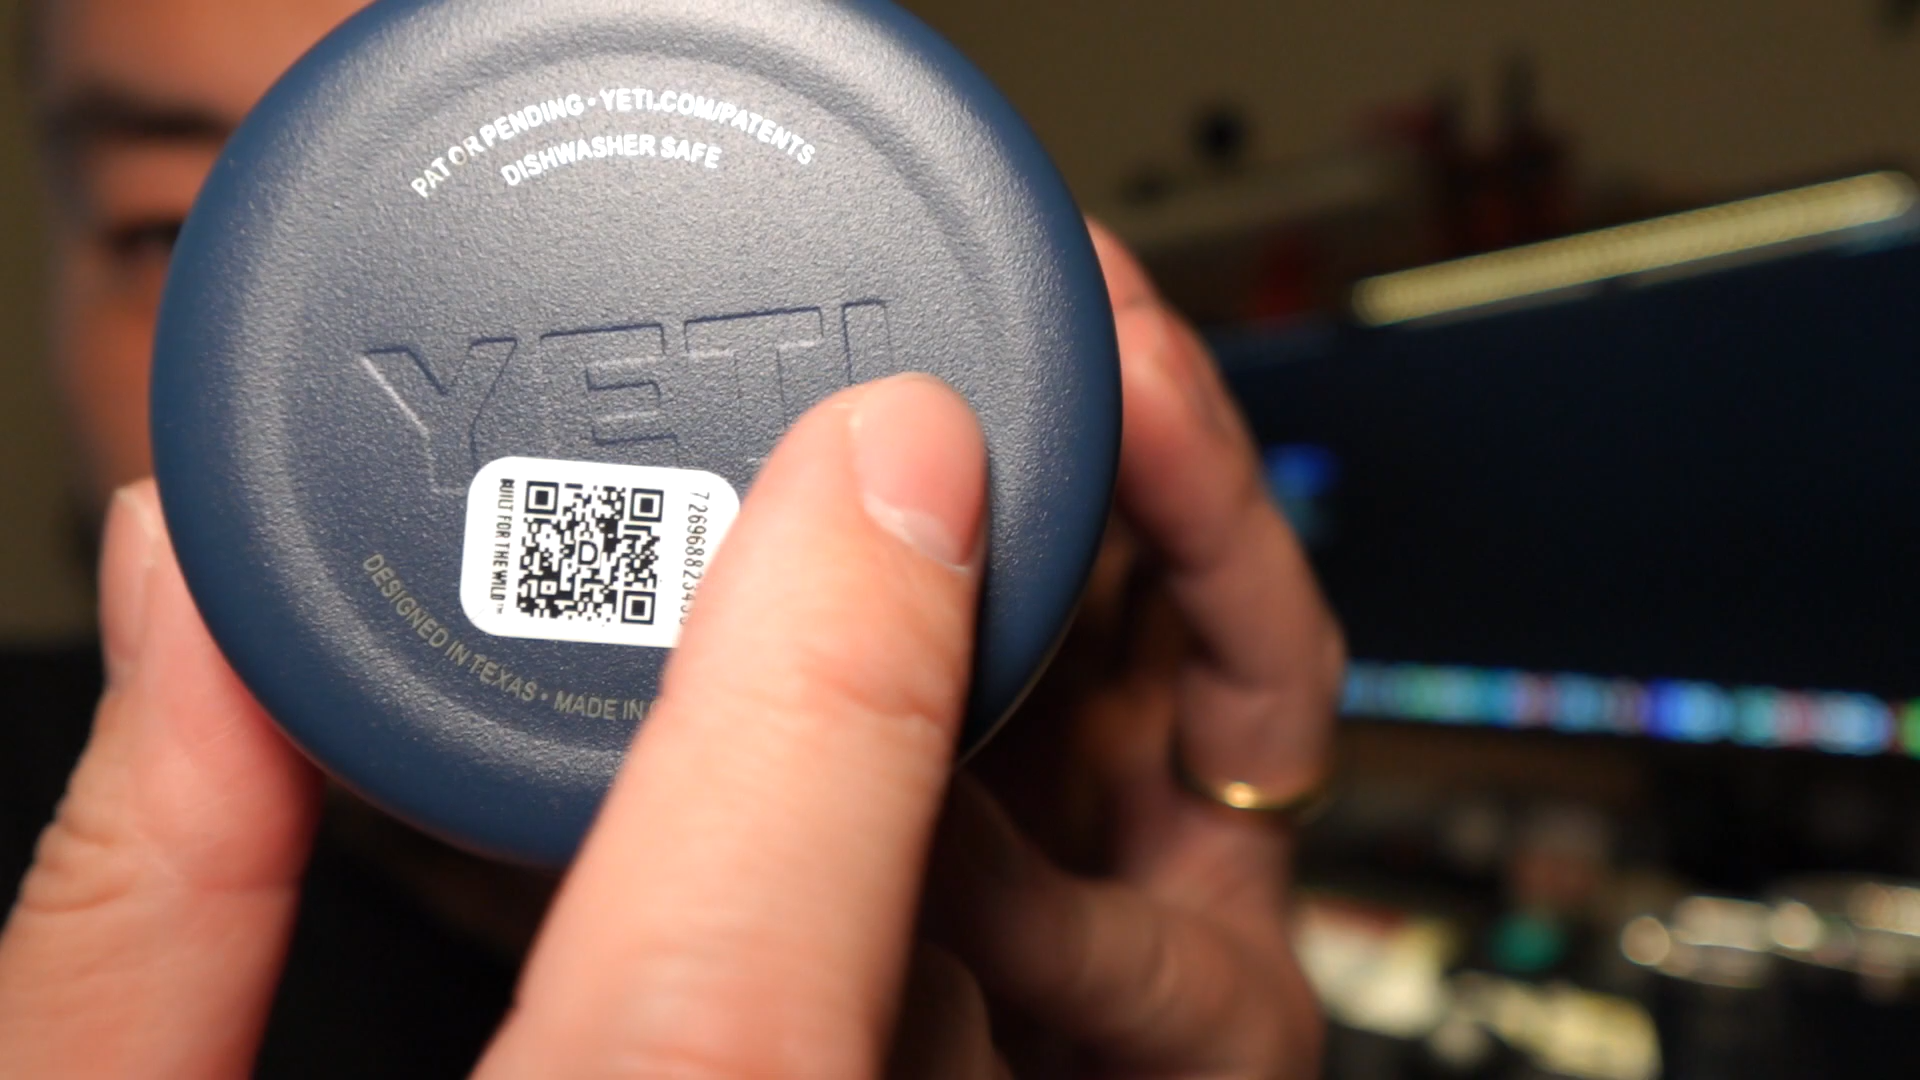 PAT OR PENDING • YETI.COM/PATENTS
DISHWASHER SAFE
YETI
BUILT FOR THE WILD™
D
DESIGNED IN TEXAS • MADE IN